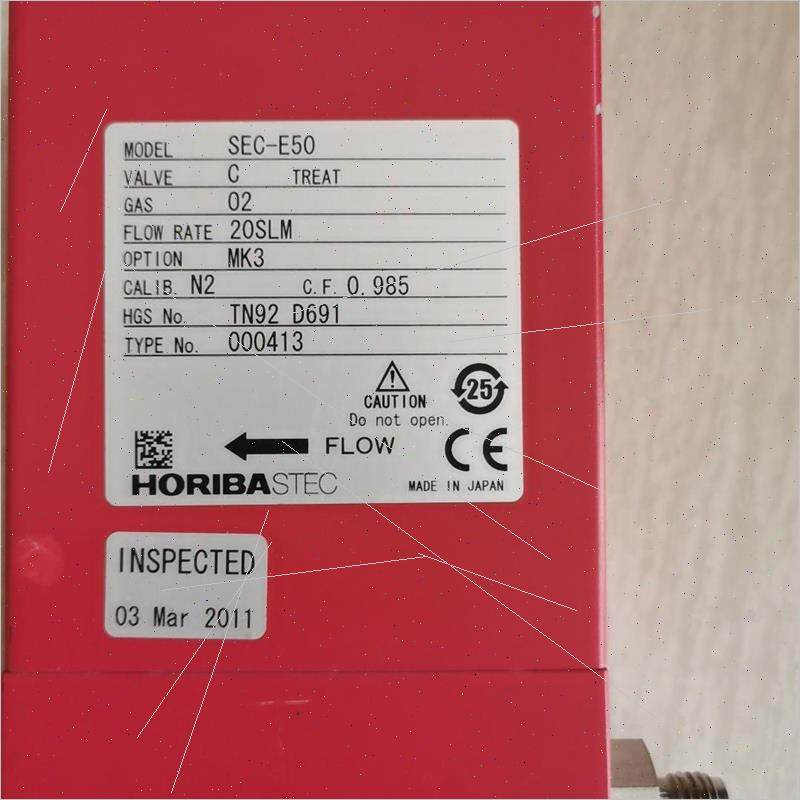 MODEL SEC-E50
VALVE C TREAT
GAS O2
FLOW RATE 20SLM
OPTION MK3
CALIB. N2 C.F. 0.985
HGS No. TN92 D691
TYPE No. 000413
25
CAUTION
Do not open.
FLOW
CE
HORIBASTEC
MADE IN JAPAN
INSPECTED
03 Mar 2011